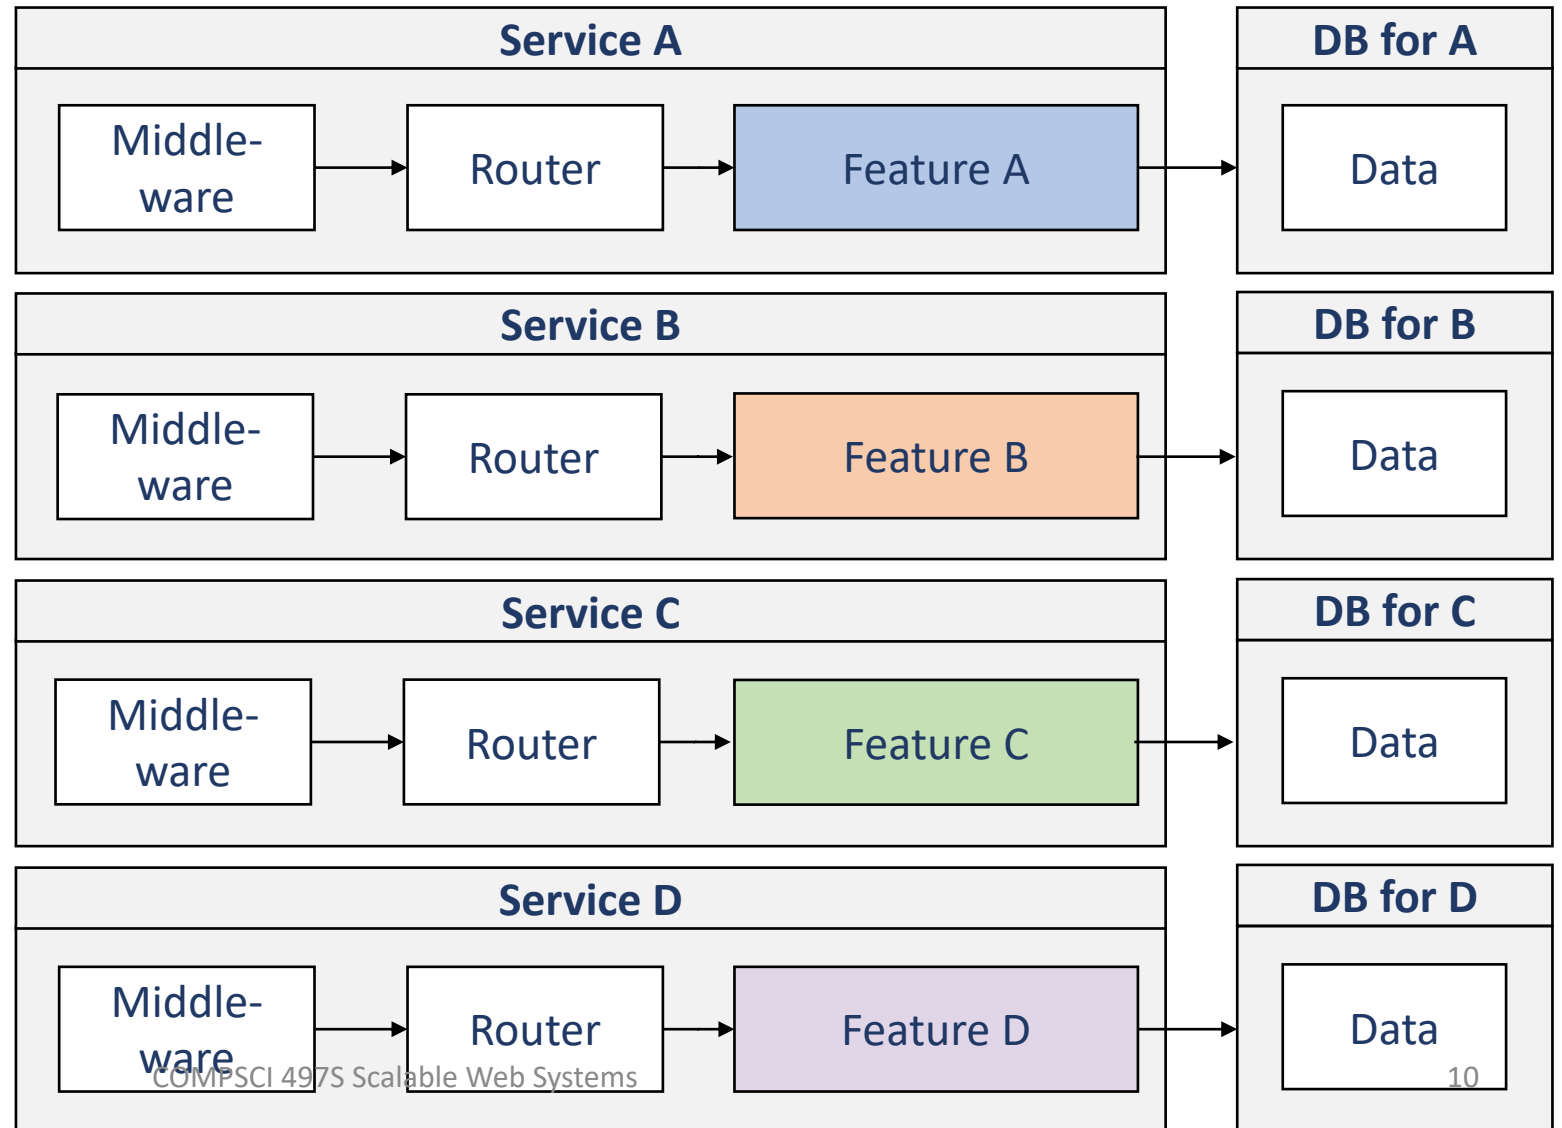 Service A
DB for A
Middle-
ware
Router
Feature A
Data
Service B
DB for B
Middle-
ware
Router
Feature B
Data
Service C
DB for C
Middle-
ware
Router
Feature C
Data
Service D
DB for D
Middle-
ware
Router
Feature D
Data
COMPSCI 497S Scalable Web Systems
10